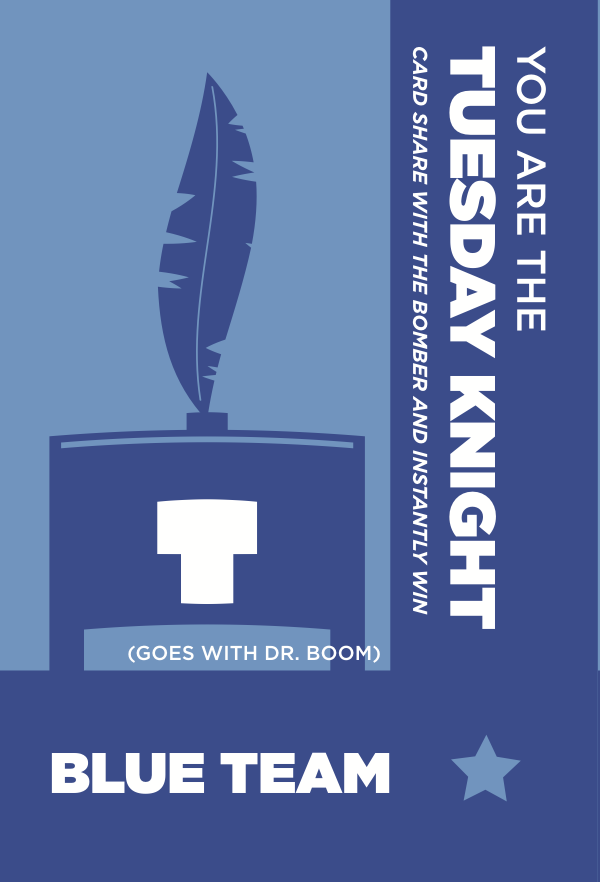 YOU ARE THE
TUESDAY KNIGHT
CARD SHARE WITH THE BOMBER AND INSTANTLY WIN
T
(GOES WITH DR. BOOM)
BLUE TEAM